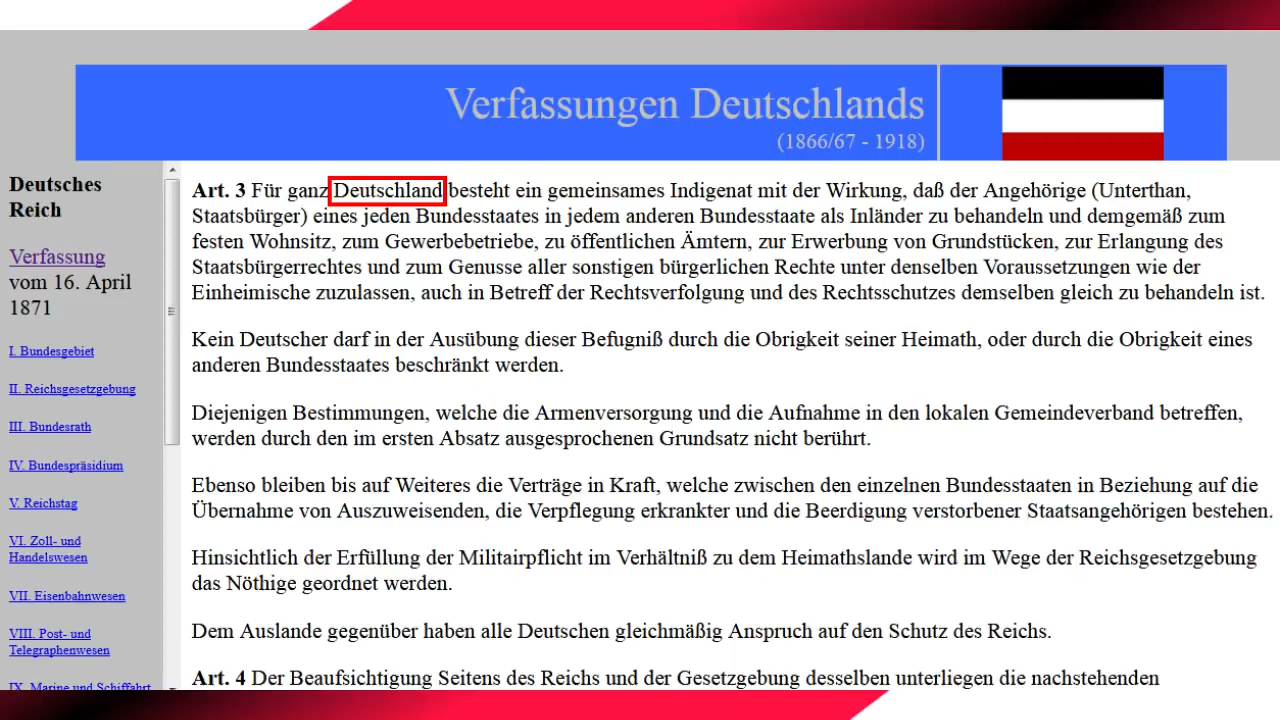 Verfassungen Deutschlands
(1866/67 - 1918)
Deutsches
Reich
Verfassung
vom 16. April
1871
I. Bundesgebiet
II. Reichsgesetzgebung
III. Bundesrath
IV. Bundespräsidium
V. Reichstag
VI. Zoll- und
Handelswesen
VII. Eisenbahnwesen
VIII. Post- und
Telegraphenwesen
IX. Marine und Schiffahrt
Art. 3 Für ganz Deutschland besteht ein gemeinsames Indigenat mit der Wirkung, daß der Angehörige (Unterthan,
Staatsbürger) eines jeden Bundesstaates in jedem anderen Bundesstaate als Inländer zu behandeln und demgemäß zum
festen Wohnsitz, zum Gewerbebetriebe, zu öffentlichen Ämtern, zur Erwerbung von Grundstücken, zur Erlangung des
Staatsbürgerrechtes und zum Genusse aller sonstigen bürgerlichen Rechte unter denselben Voraussetzungen wie der
Einheimische zuzulassen, auch in Betreff der Rechtsverfolgung und des Rechtsschutzes demselben gleich zu behandeln ist.
Kein Deutscher darf in der Ausübung dieser Befugniß durch die Obrigkeit seiner Heimath, oder durch die Obrigkeit eines
anderen Bundesstaates beschränkt werden.
Diejenigen Bestimmungen, welche die Armenversorgung und die Aufnahme in den lokalen Gemeindeverband betreffen,
werden durch den im ersten Absatz ausgesprochenen Grundsatz nicht berührt.
Ebenso bleiben bis auf Weiteres die Verträge in Kraft, welche zwischen den einzelnen Bundesstaaten in Beziehung auf die
Übernahme von Auszuweisenden, die Verpflegung erkrankter und die Beerdigung verstorbener Staatsangehörigen bestehen.
Hinsichtlich der Erfüllung der Militairpflicht im Verhältniß zu dem Heimathslande wird im Wege der Reichsgesetzgebung
das Nöthige geordnet werden.
Dem Auslande gegenüber haben alle Deutschen gleichmäßig Anspruch auf den Schutz des Reichs.
Art. 4 Der Beaufsichtigung Seitens des Reichs und der Gesetzgebung desselben unterliegen die nachstehenden